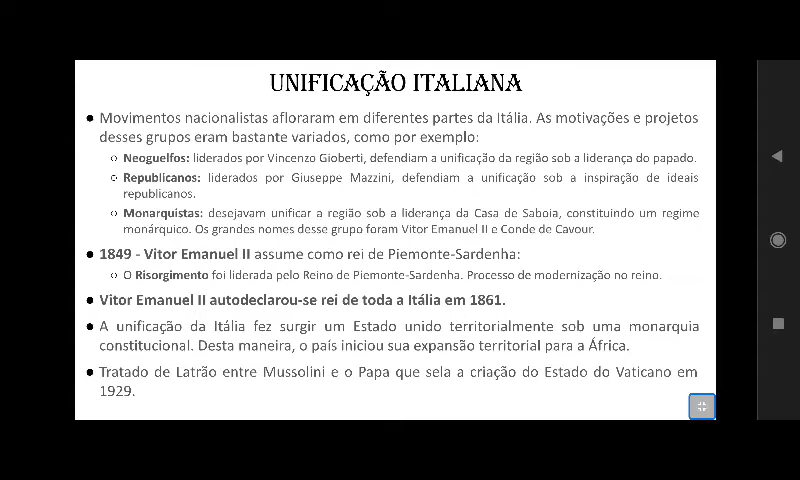 UNIFICAÇÃO ITALIANA
● Movimentos nacionalistas afloraram em diferentes partes da Itália. As motivações e projetos
desses grupos eram bastante variados, como por exemplo:
○ Neoguelfos: liderados por Vincenzo Gioberti, defendiam a unificação da região sob a liderança do papado.
○ Republicanos: liderados por Giuseppe Mazzini, defendiam a unificação sob a inspiração de ideais
republicanos.
○ Monarquistas: desejavam unificar a região sob a liderança da Casa de Saboia, constituindo um regime
monárquico. Os grandes nomes desse grupo foram Vitor Emanuel II e Conde de Cavour.
● 1849 - Vitor Emanuel II assume como rei de Piemonte-Sardenha:
○ O Risorgimento foi liderada pelo Reino de Piemonte-Sardenha. Processo de modernização no reino.
● Vitor Emanuel II autodeclarou-se rei de toda a Itália em 1861.
● A unificação da Itália fez surgir um Estado unido territorialmente sob uma monarquia
constitucional. Desta maneira, o país iniciou sua expansão territorial para a África.
● Tratado de Latrão entre Mussolini e o Papa que sela a criação do Estado do Vaticano em
1929.